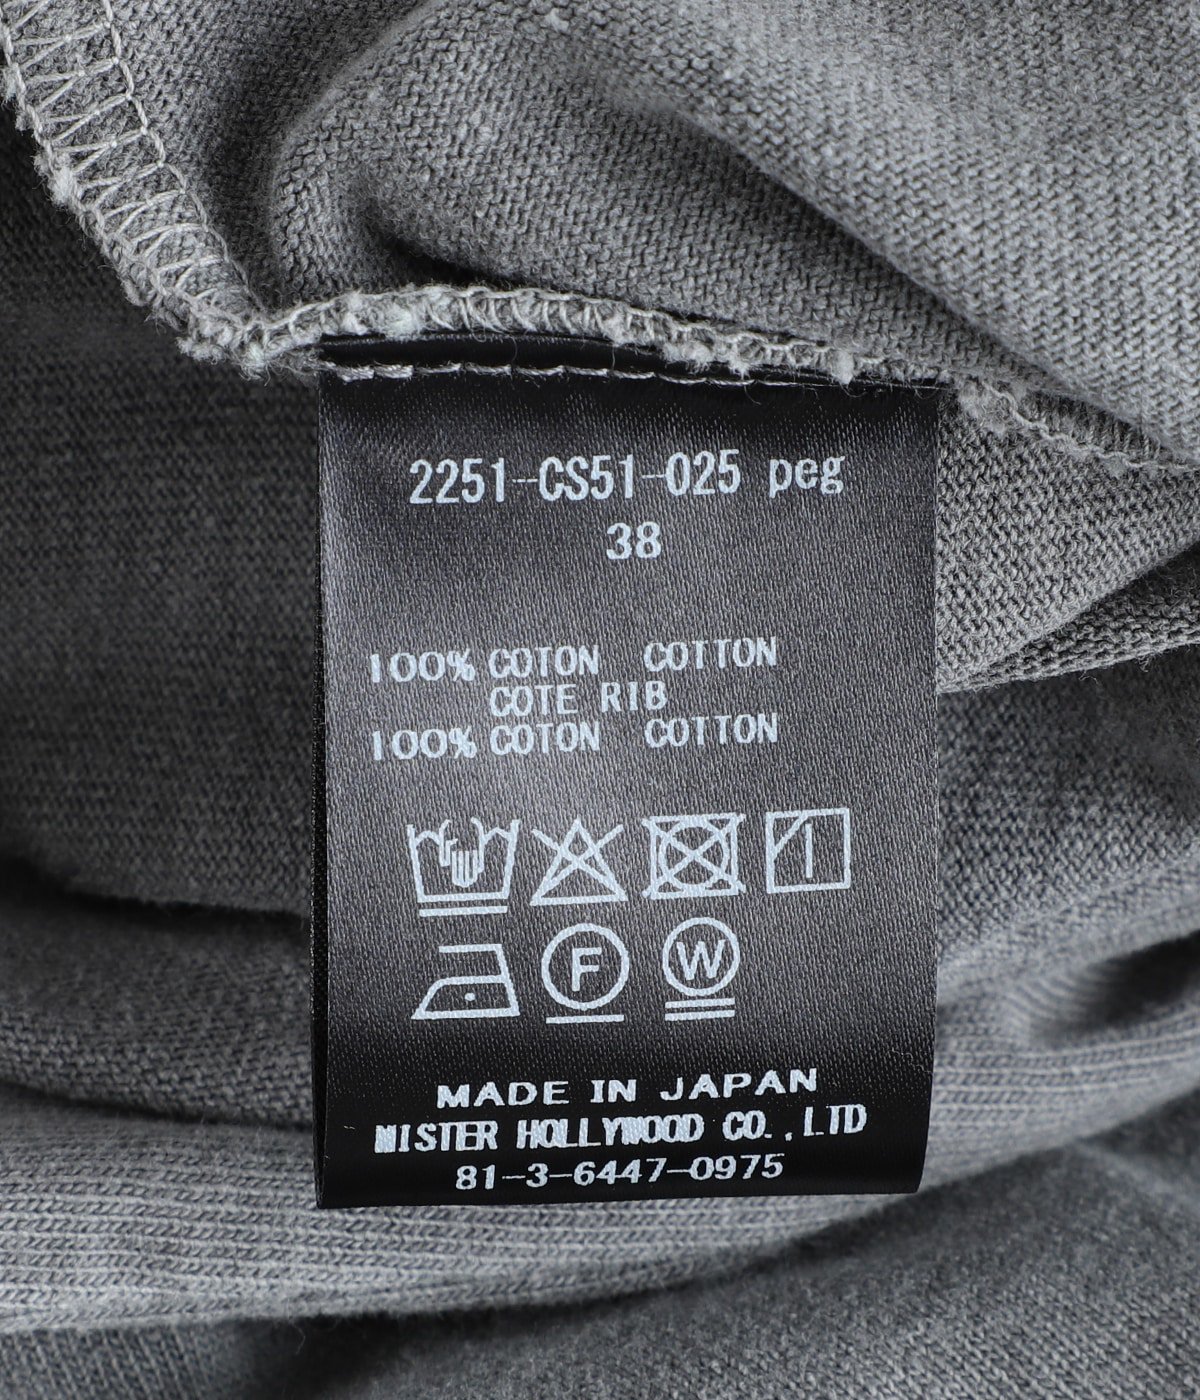 2251-CS51-025 peg
38
100% COTON COTTON
COTE RIB
100% COTON COTTON
F W
MADE IN JAPAN
MISTER HOLLYWOOD CO.,LTD
81-3-6447-0975